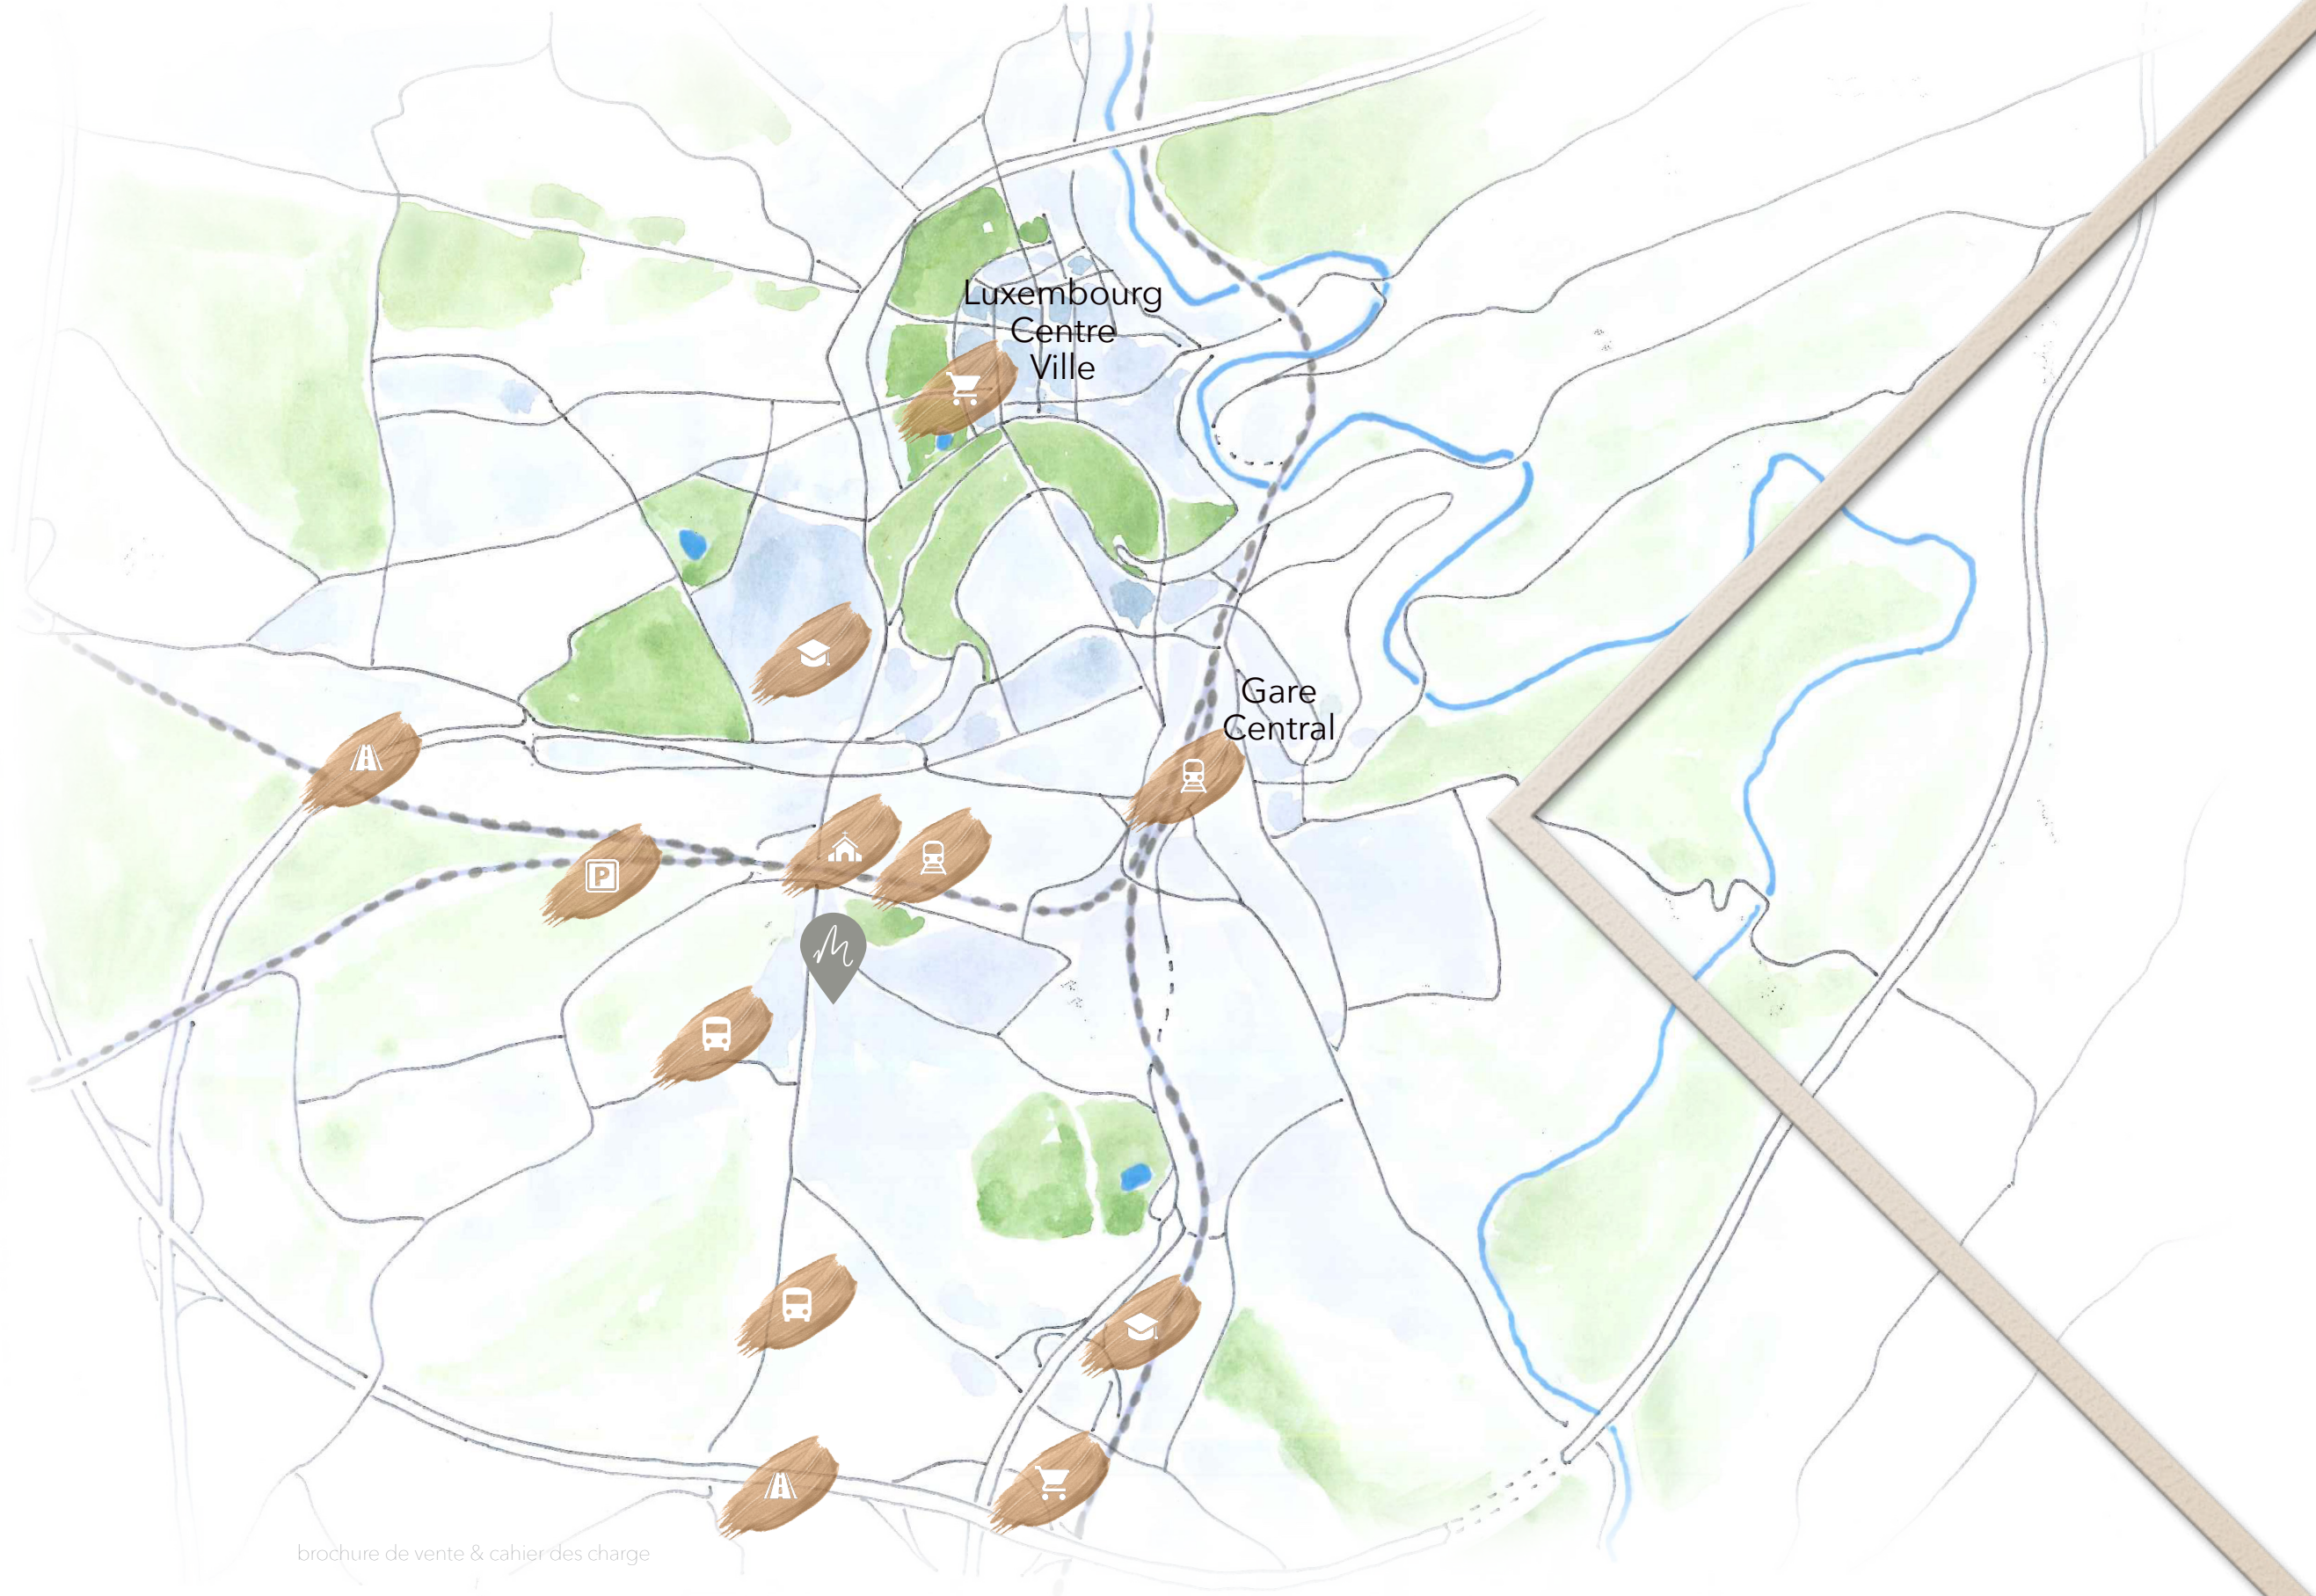 Luxembourg
Centre
Ville
Gare
Central
P
M
brochure de vente & cahier des charge